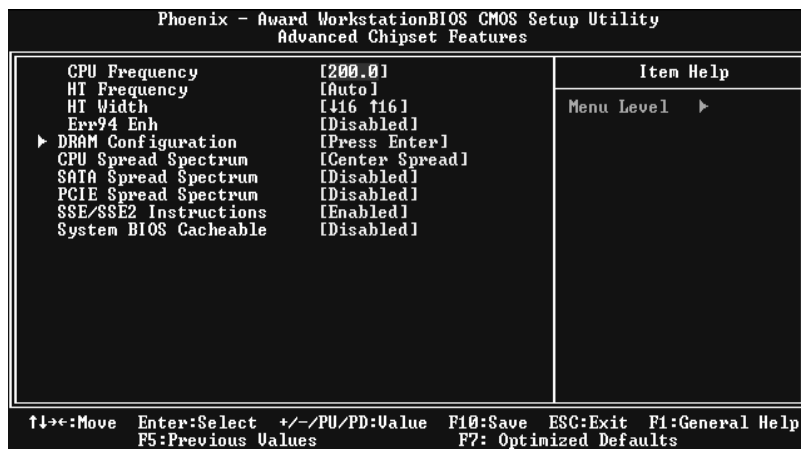 Phoenix - Award WorkstationBIOS CMOS Setup Utility
Advanced Chipset Features
CPU Frequency [200.0]
HT Frequency [Auto]
HT Width [↓16 ↑16]
Err94 Enh [Disabled]
▶ DRAM Configuration [Press Enter]
CPU Spread Spectrum [Center Spread]
SATA Spread Spectrum [Disabled]
PCIE Spread Spectrum [Disabled]
SSE/SSE2 Instructions [Enabled]
System BIOS Cacheable [Disabled]
Item Help
Menu Level ▶
↑↓→←:Move Enter:Select +/-/PU/PD:Value F10:Save ESC:Exit F1:General Help
F5:Previous Values F7: Optimized Defaults